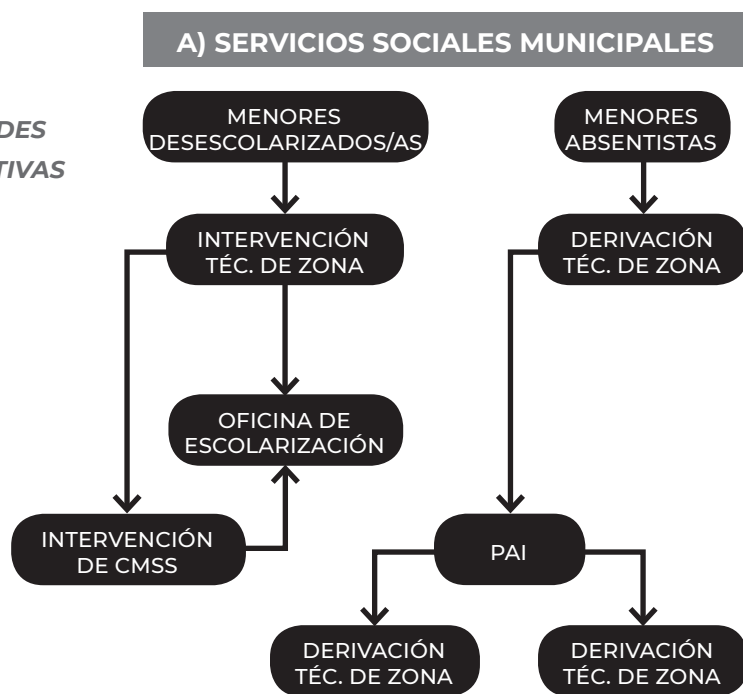 A) SERVICIOS SOCIALES MUNICIPALES
DES
TIVAS
MENORES
DESESCOLARIZADOS/AS
MENORES
ABSENTISTAS
INTERVENCIÓN
TÉC. DE ZONA
DERIVACIÓN
TÉC. DE ZONA
OFICINA DE
ESCOLARIZACIÓN
INTERVENCIÓN
DE CMSS
PAI
DERIVACIÓN
TÉC. DE ZONA
DERIVACIÓN
TÉC. DE ZONA